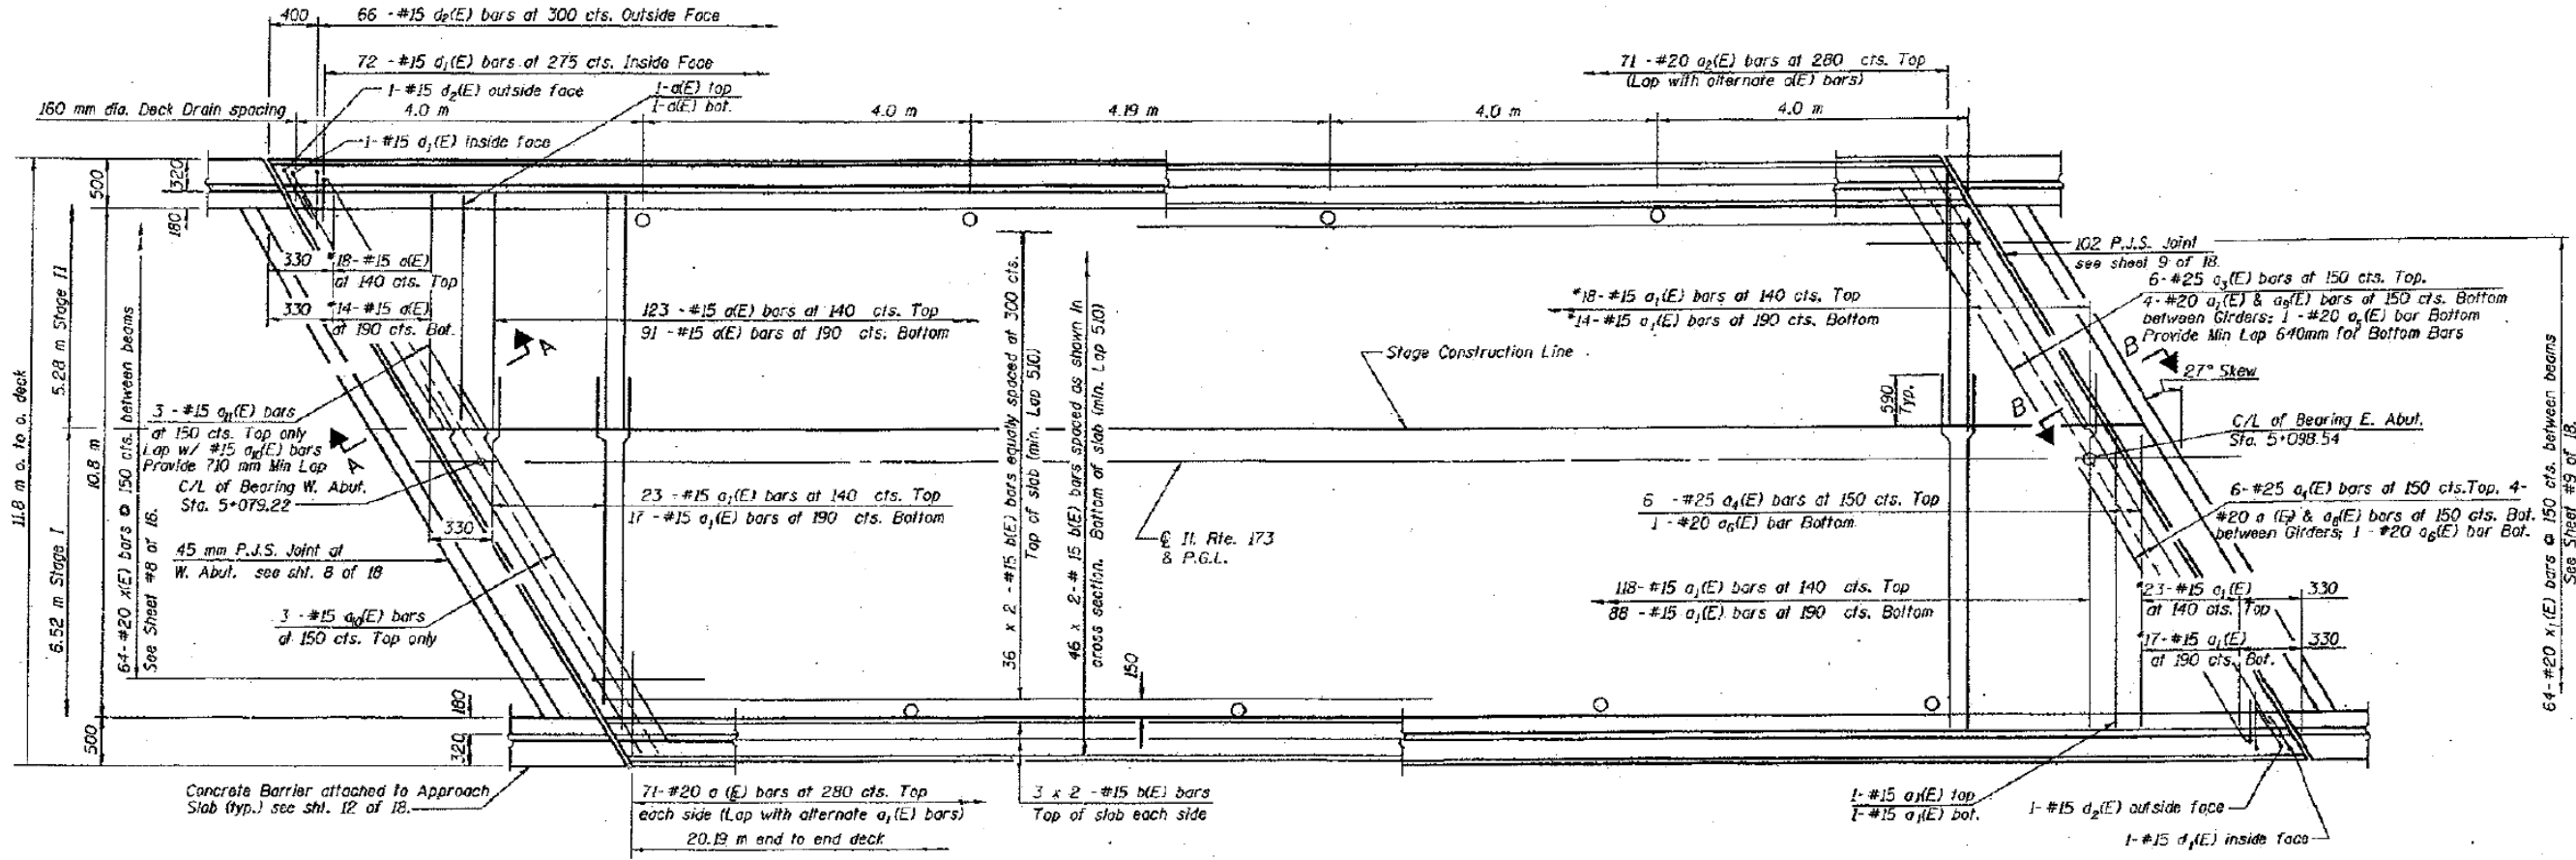 400
66 - #15 d2(E) bars at 300 cts. Outside Face
72 - #15 d1(E) bars at 275 cts. Inside Face
1- #15 d2(E) outside face
1-a(E) top
1-a(E) bot.
160 mm dia. Deck Drain spacing
4.0 m
4.0 m
4.19 m
4.0 m
4.0 m
71 - #20 a2(E) bars at 280 cts. Top
(Lap with alternate a(E) bars)
1- #15 d1(E) inside face
500
320
180
330
*18- #15 a(E)
at 140 cts. Top
330
*14- #15 a(E)
at 190 cts. Bot.
123 - #15 a(E) bars at 140 cts. Top
91 - #15 a(E) bars at 190 cts. Bottom
A
A
11.8 m o. to o. deck
5.28 m Stage II
6.52 m Stage I
10.8 m
64- #20 x(E) bars @ 150 cts. between beams
See Sheet #8 of 16.
3 - #15 a11(E) bars
at 150 cts. Top only
Lap w/ #15 a10(E) bars
Provide 710 mm Min Lap
C/L of Bearing W. Abut.
Sta. 5+079.22
330
23 - #15 a1(E) bars at 140 cts. Top
17 - #15 a1(E) bars at 190 cts. Bottom
45 mm P.J.S. Joint at
W. Abut. see sht. 8 of 18
3 - #15 a10(E) bars
at 150 cts. Top only
36 x 2 - #15 b(E) bars equally spaced at 300 cts.
Top of slab (min. Lap 510)
46 x 2- #15 b(E) bars spaced as shown in
cross section. Bottom of slab (min. Lap 510)
150
*18- #15 a1(E) bars at 140 cts. Top
*14- #15 a1(E) bars at 190 cts. Bottom
Stage Construction Line
590
Typ.
102 P.J.S. Joint
see sheet 9 of 18.
6- #25 a3(E) bars at 150 cts. Top.
4- #20 a7(E) & a9(E) bars at 150 cts. Bottom
between Girders; 1 - #20 a5(E) bar Bottom
Provide Min Lap 640mm for Bottom Bars
B
B
27° Skew
C/L of Bearing E. Abut.
Sta. 5+098.54
℄ Il. Rte. 173
& P.G.L.
6 - #25 a4(E) bars at 150 cts. Top
1 - #20 a6(E) bar Bottom
6- #25 a4(E) bars at 150 cts. Top, 4-
#20 a (E) & a8(E) bars at 150 cts. Bot.
between Girders; 1 - #20 a6(E) bar Bot.
118- #15 a1(E) bars at 140 cts. Top
88 - #15 a1(E) bars at 190 cts. Bottom
*23- #15 a1(E)
at 140 cts. Top
330
*17- #15 a1(E)
at 190 cts. Bot.
330
64- #20 x1(E) bars @ 150 cts. between beams
See Sheet #9 of 18.
180
500
320
Concrete Barrier attached to Approach
Slab (typ.) see sht. 12 of 18.
71- #20 a (E) bars at 280 cts. Top
each side (Lap with alternate a1(E) bars)
20.19 m end to end deck
3 x 2 - #15 b(E) bars
Top of slab each side
1- #15 a1(E) top
1- #15 a1(E) bot.
1- #15 d2(E) outside face
1- #15 d1(E) inside face